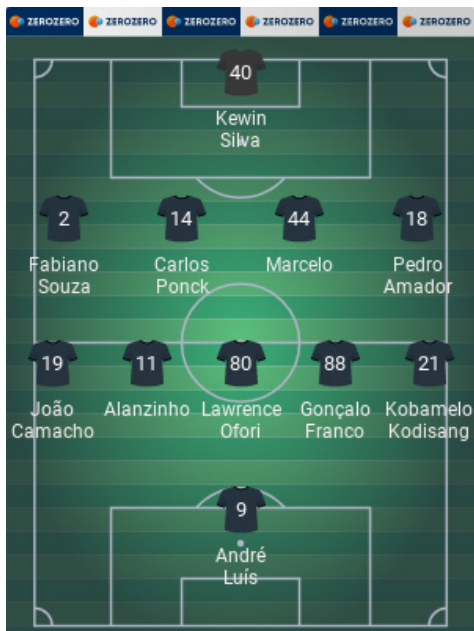 ZEROZERO ZEROZERO ZEROZERO ZEROZERO ZEROZERO ZEROZERO
40
Kewin
Silva
2 14 44 18
Fabiano Carlos Marcelo Pedro
Souza Ponck Amador
19 11 80 88 21
João Alanzinho Lawrence Gonçalo Kobamelo
Camacho Ofori Franco Kodisang
9
André
Luís